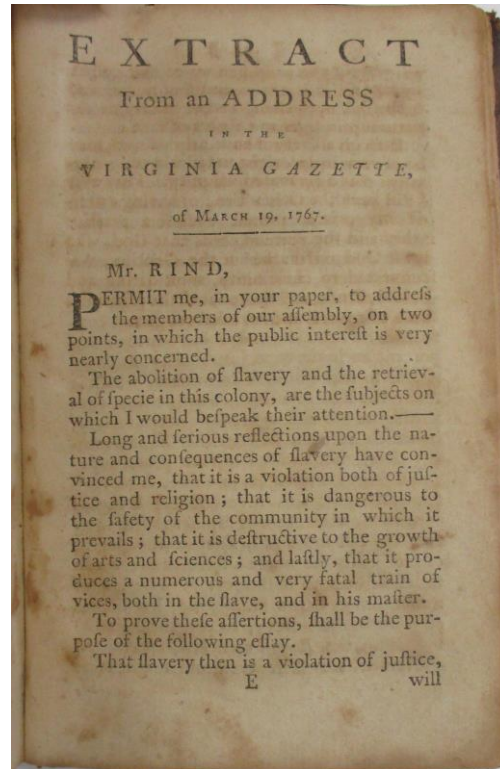 EXTRACT
From an ADDRESS
IN THE
VIRGINIA GAZETTE,
of MARCH 19, 1767.
Mr. RIND,
PERMIT me, in your paper, to addreſs
the members of our aſſembly, on two
points, in which the public intereſt is very
nearly concerned.
The abolition of ſlavery and the retriev-
al of ſpecie in this colony, are the ſubjects on
which I would beſpeak their attention.——
Long and ſerious reflections upon the na-
ture and conſequences of ſlavery have con-
vinced me, that it is a violation both of juſ-
tice and religion ; that it is dangerous to
the ſafety of the community in which it
prevails ; that it is deſtructive to the growth
of arts and ſciences ; and laſtly, that it pro-
duces a numerous and very fatal train of
vices, both in the ſlave, and in his maſter.
To prove theſe aſſertions, ſhall be the pur-
poſe of the following eſſay.
That ſlavery then is a violation of juſtice,
E will